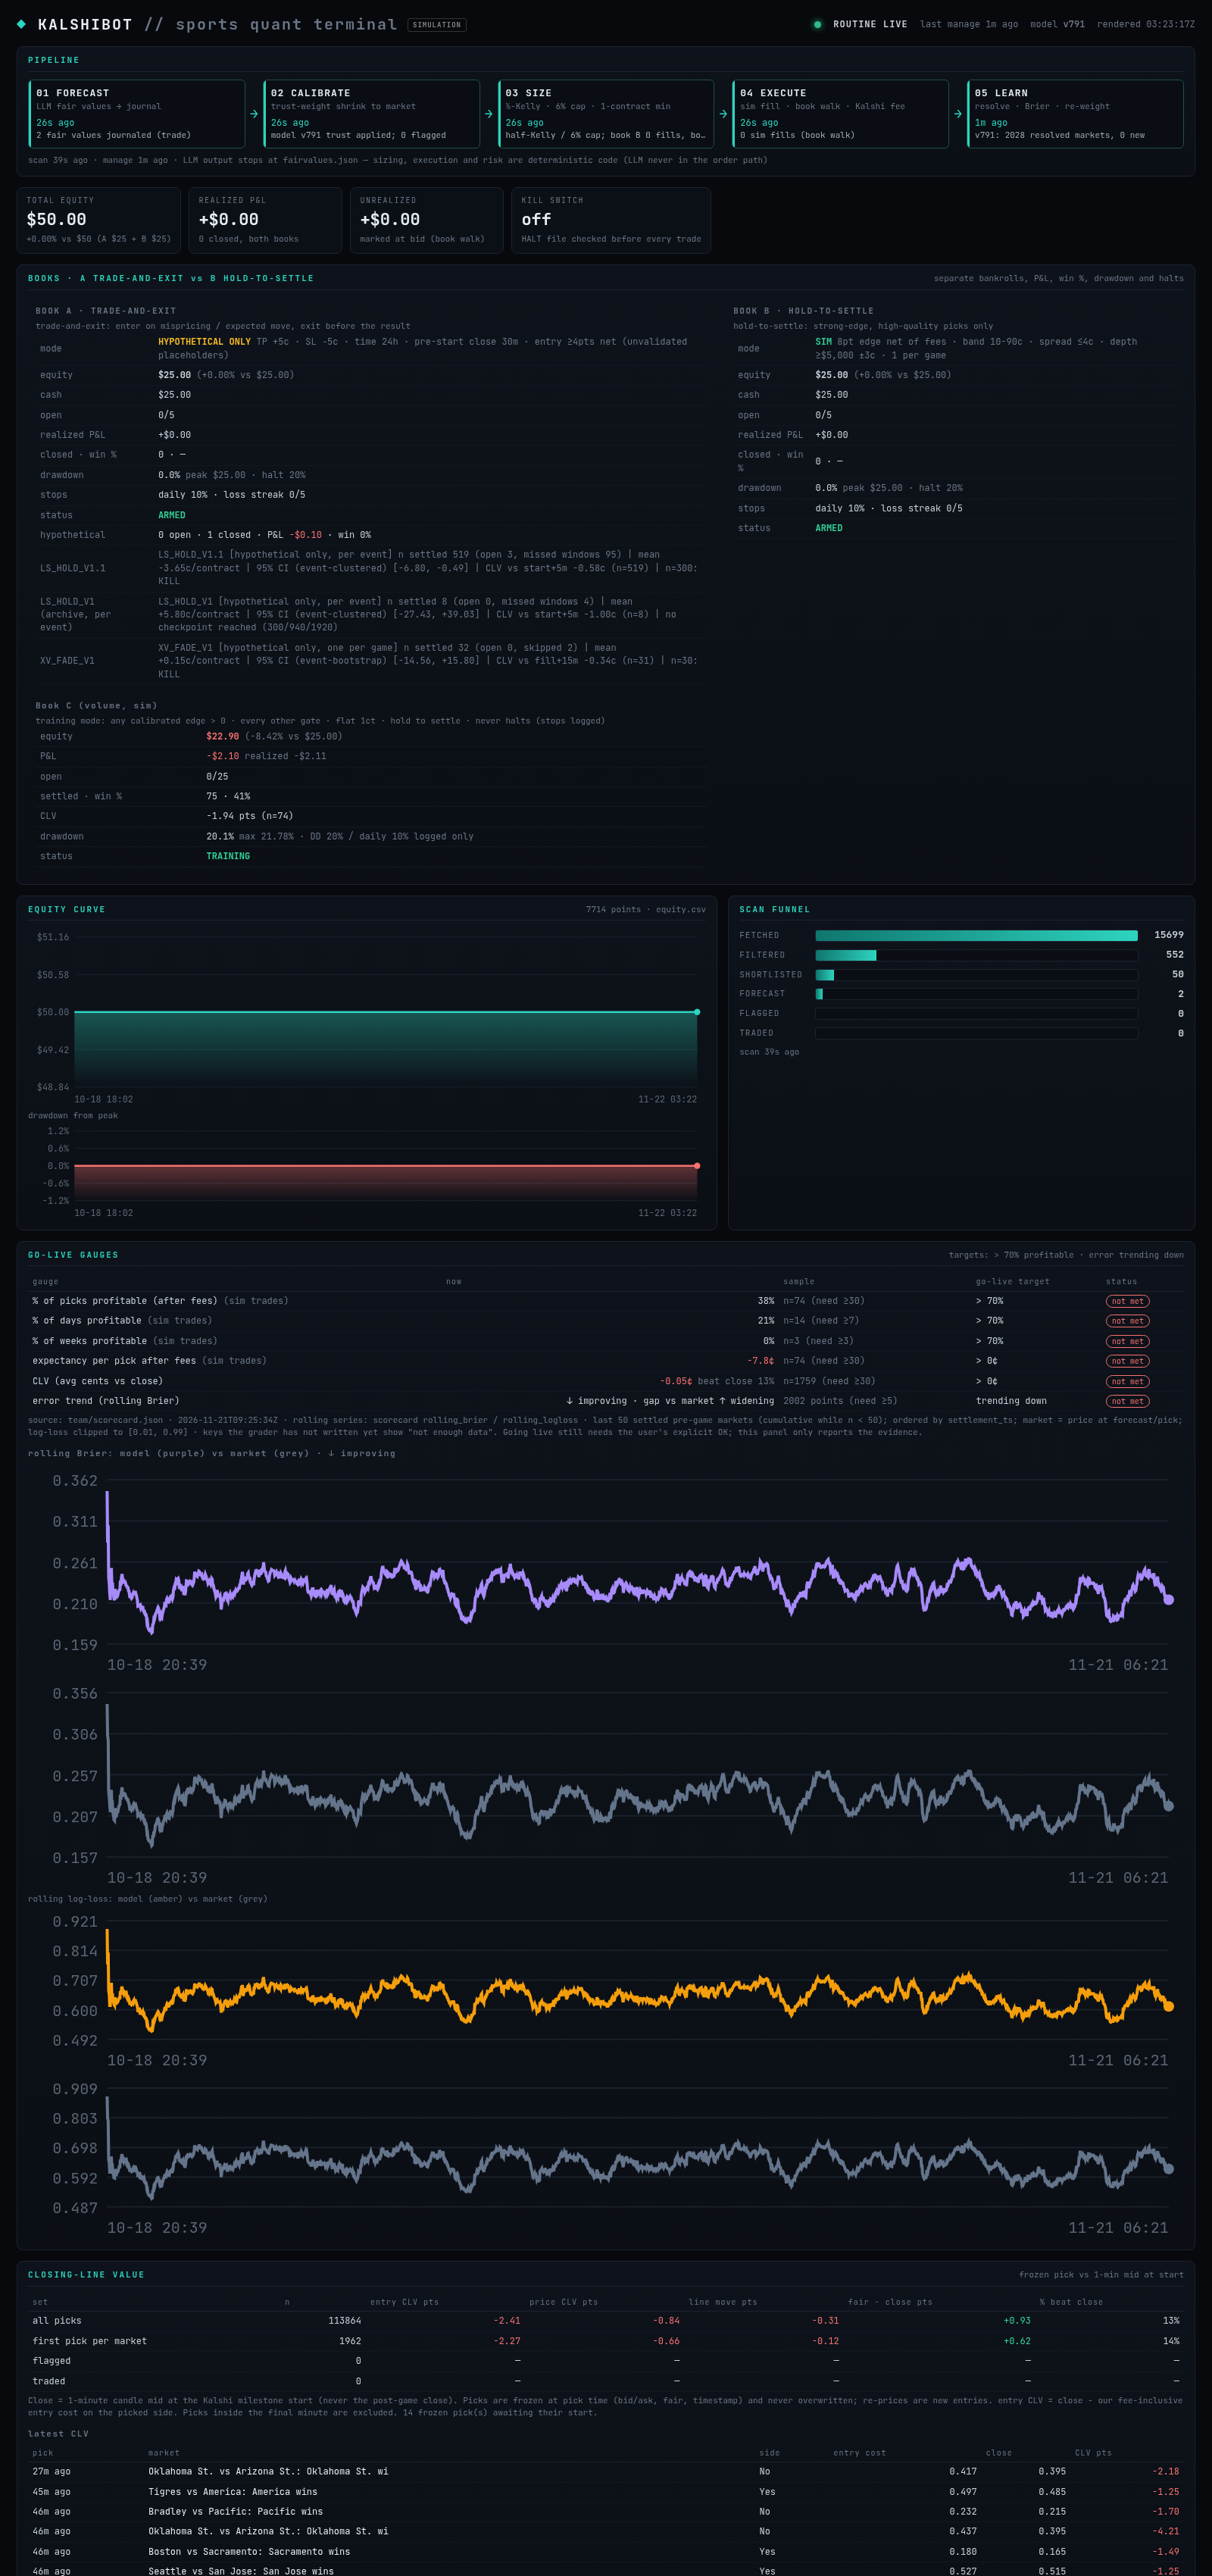 ◆ KALSHIBOT // sports quant terminal SIMULATION
ROUTINE LIVE last manage 1m ago model v791 rendered 03:23:17Z
PIPELINE
01 FORECAST
LLM fair values → journal
26s ago
2 fair values journaled (trade)
→
02 CALIBRATE
trust-weight shrink to market
26s ago
model v791 trust applied; 0 flagged
→
03 SIZE
½-Kelly · 6% cap · 1-contract min
26s ago
half-Kelly / 6% cap; book B 0 fills, bo…
→
04 EXECUTE
sim fill · book walk · Kalshi fee
26s ago
0 sim fills (book walk)
→
05 LEARN
resolve · Brier · re-weight
1m ago
v791: 2028 resolved markets, 0 new
scan 39s ago · manage 1m ago · LLM output stops at fairvalues.json — sizing, execution and risk are deterministic code (LLM never in the order path)
TOTAL EQUITY
$50.00
+0.00% vs $50 (A $25 + B $25)
REALIZED P&L
+$0.00
0 closed, both books
UNREALIZED
+$0.00
marked at bid (book walk)
KILL SWITCH
off
HALT file checked before every trade
BOOKS · A TRADE-AND-EXIT vs B HOLD-TO-SETTLE
separate bankrolls, P&L, win %, drawdown and halts
BOOK A · TRADE-AND-EXIT
trade-and-exit: enter on mispricing / expected move, exit before the result
mode HYPOTHETICAL ONLY TP +5c · SL -5c · time 24h · pre-start close 30m · entry ≥4pts net (unvalidated
placeholders)
equity $25.00 (+0.00% vs $25.00)
cash $25.00
open 0/5
realized P&L +$0.00
closed · win % 0 · —
drawdown 0.0% peak $25.00 · halt 20%
stops daily 10% · loss streak 0/5
status ARMED
hypothetical 0 open · 1 closed · P&L -$0.10 · win 0%
LS_HOLD_V1.1 LS_HOLD_V1.1 [hypothetical only, per event] n settled 519 (open 3, missed windows 95) | mean
-3.65c/contract | 95% CI (event-clustered) [-6.80, -0.49] | CLV vs start+5m -0.58c (n=519) | n=300:
KILL
LS_HOLD_V1 (archive, per event) LS_HOLD_V1 [hypothetical only, per event] n settled 8 (open 0, missed windows 4) | mean
+5.80c/contract | 95% CI (event-clustered) [-27.43, +39.03] | CLV vs start+5m -1.00c (n=8) | no
checkpoint reached (300/940/1920)
XV_FADE_V1 XV_FADE_V1 [hypothetical only, one per game] n settled 32 (open 0, skipped 2) | mean
+0.15c/contract | 95% CI (event-bootstrap) [-14.56, +15.80] | CLV vs fill+15m -0.34c (n=31) | n=30:
KILL
BOOK B · HOLD-TO-SETTLE
hold-to-settle: strong-edge, high-quality picks only
mode SIM 8pt edge net of fees · band 10-90c · spread ≤4c · depth
≥$5,000 ±3c · 1 per game
equity $25.00 (+0.00% vs $25.00)
cash $25.00
open 0/5
realized P&L +$0.00
closed · win % 0 · —
drawdown 0.0% peak $25.00 · halt 20%
stops daily 10% · loss streak 0/5
status ARMED
Book C (volume, sim)
training mode: any calibrated edge > 0 · every other gate · flat 1ct · hold to settle · never halts (stops logged)
equity $22.90 (-8.42% vs $25.00)
P&L -$2.10 realized -$2.11
open 0/25
settled · win % 75 · 41%
CLV -1.94 pts (n=74)
drawdown 20.1% max 21.78% · DD 20% / daily 10% logged only
status TRAINING
EQUITY CURVE
7714 points · equity.csv
$51.16
$50.58
$50.00
$49.42
$48.84
10-18 18:02 11-22 03:22
drawdown from peak
1.2%
0.6%
0.0%
-0.6%
-1.2%
10-18 18:02 11-22 03:22
SCAN FUNNEL
FETCHED 15699
FILTERED 552
SHORTLISTED 50
FORECAST 2
FLAGGED 0
TRADED 0
scan 39s ago
GO-LIVE GAUGES
targets: > 70% profitable · error trending down
gauge now sample go-live target status
% of picks profitable (after fees) (sim trades) 38% n=74 (need ≥30) > 70% not met
% of days profitable (sim trades) 21% n=14 (need ≥7) > 70% not met
% of weeks profitable (sim trades) 0% n=3 (need ≥3) > 70% not met
expectancy per pick after fees (sim trades) -7.8¢ n=74 (need ≥30) > 0¢ not met
CLV (avg cents vs close) -0.05¢ beat close 13% n=1759 (need ≥30) > 0¢ not met
error trend (rolling Brier) ↓ improving · gap vs market ↑ widening 2002 points (need ≥5) trending down not met
source: team/scorecard.json · 2026-11-21T09:25:34Z · rolling series: scorecard rolling_brier / rolling_logloss · last 50 settled pre-game markets (cumulative while n < 50); ordered by settlement_ts; market = price at forecast/pick;
log-loss clipped to [0.01, 0.99] · keys the grader has not written yet show "not enough data". Going live still needs the user's explicit OK; this panel only reports the evidence.
rolling Brier: model (purple) vs market (grey) · ↓ improving
0.362
0.311
0.261
0.210
0.159
10-18 20:39 11-21 06:21
0.356
0.306
0.257
0.207
0.157
10-18 20:39 11-21 06:21
rolling log-loss: model (amber) vs market (grey)
0.921
0.814
0.707
0.600
0.492
10-18 20:39 11-21 06:21
0.909
0.803
0.698
0.592
0.487
10-18 20:39 11-21 06:21
CLOSING-LINE VALUE
frozen pick vs 1-min mid at start
set n entry CLV pts price CLV pts line move pts fair - close pts % beat close
all picks 113864 -2.41 -0.84 -0.31 +0.93 13%
first pick per market 1962 -2.27 -0.66 -0.12 +0.62 14%
flagged 0 — — — — —
traded 0 — — — — —
Close = 1-minute candle mid at the Kalshi milestone start (never the post-game close). Picks are frozen at pick time (bid/ask, fair, timestamp) and never overwritten; re-prices are new entries. entry CLV = close - our fee-inclusive
entry cost on the picked side. Picks inside the final minute are excluded. 14 frozen pick(s) awaiting their start.
latest CLV
pick market side entry cost close CLV pts
27m ago Oklahoma St. vs Arizona St.: Oklahoma St. wi No 0.417 0.395 -2.18
45m ago Tigres vs America: America wins Yes 0.497 0.485 -1.25
46m ago Bradley vs Pacific: Pacific wins No 0.232 0.215 -1.70
46m ago Oklahoma St. vs Arizona St.: Oklahoma St. wi No 0.437 0.395 -4.21
46m ago Boston vs Sacramento: Sacramento wins Yes 0.180 0.165 -1.49
46m ago Seattle vs San Jose: San Jose wins Yes 0.527 0.515 -1.25